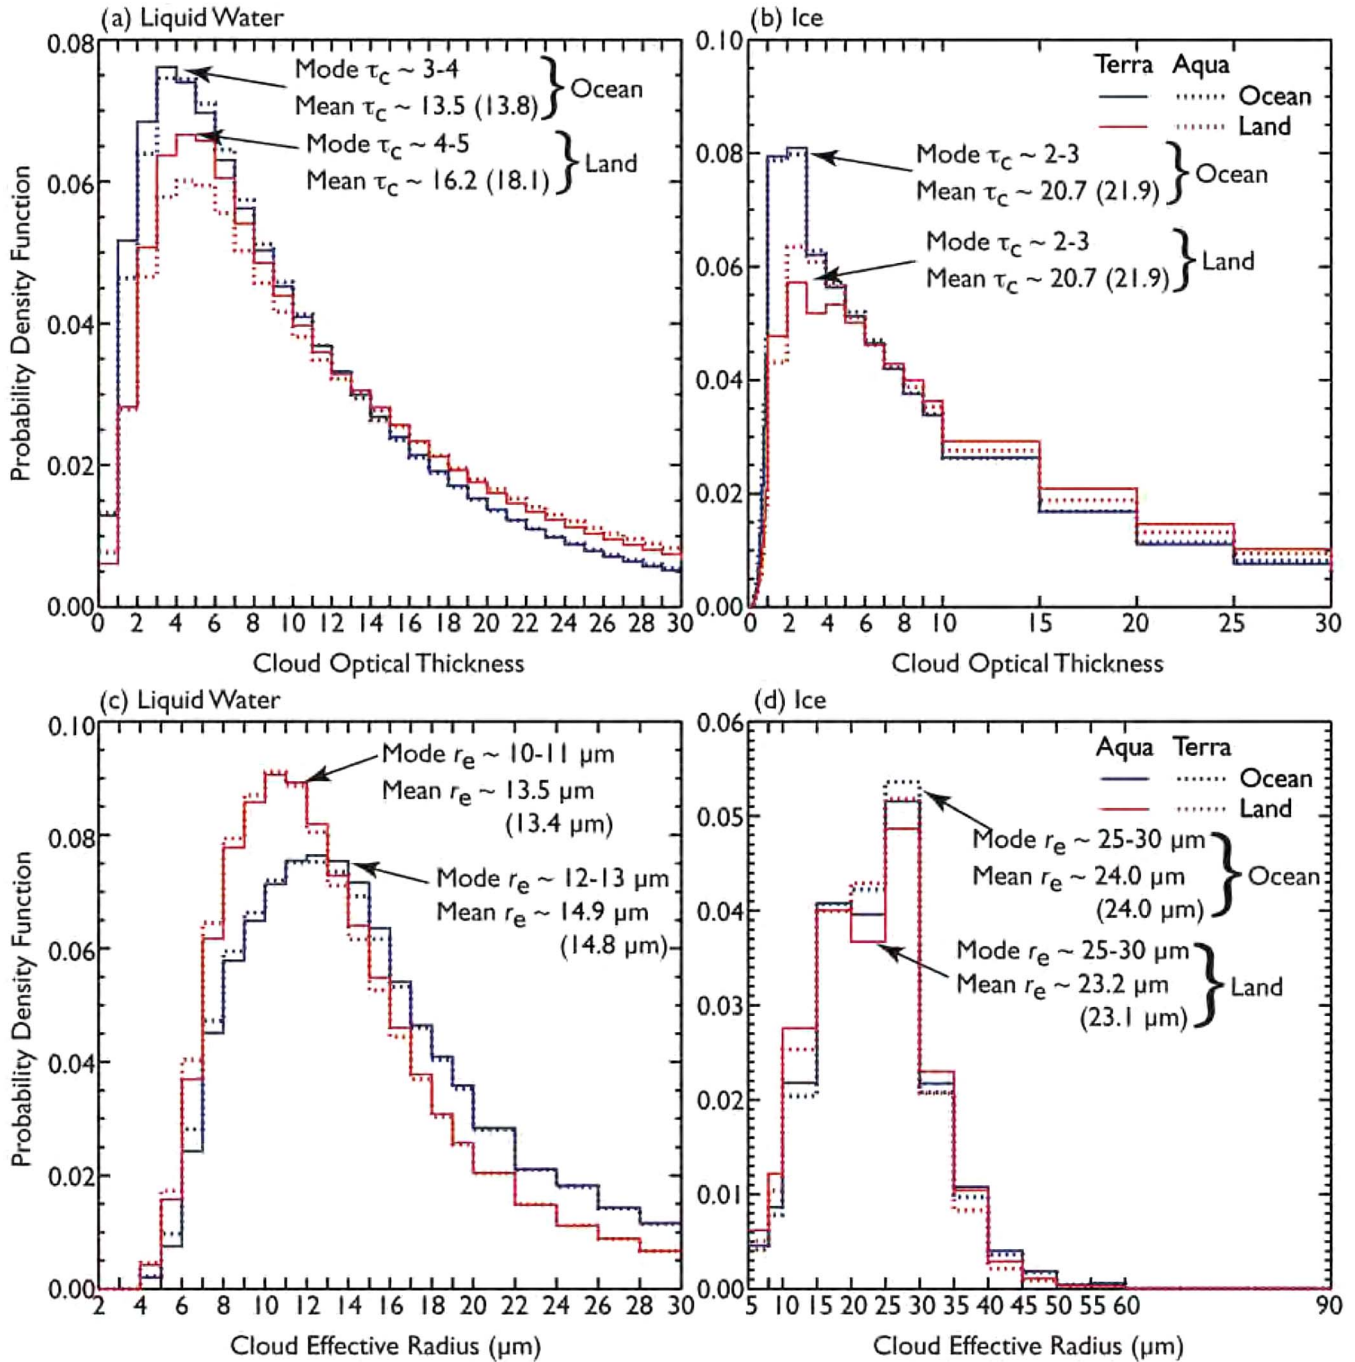 (a) Liquid Water
0.08
0.06
0.04
0.02
0.00
Probability Density Function
Mode τc ~ 3-4
Mean τc ~ 13.5 (13.8)
Ocean
Mode τc ~ 4-5
Mean τc ~ 16.2 (18.1)
Land
0 2 4 6 8 10 12 14 16 18 20 22 24 26 28 30
Cloud Optical Thickness
(b) Ice
0.10
0.08
0.06
0.04
0.02
0.00
Terra Aqua
Ocean
Land
Mode τc ~ 2-3
Mean τc ~ 20.7 (21.9)
Ocean
Mode τc ~ 2-3
Mean τc ~ 20.7 (21.9)
Land
0 2 4 6 8 10 15 20 25 30
Cloud Optical Thickness
(c) Liquid Water
0.10
0.08
0.06
0.04
0.02
0.00
Probability Density Function
Mode re ~ 10-11 μm
Mean re ~ 13.5 μm
(13.4 μm)
Mode re ~ 12-13 μm
Mean re ~ 14.9 μm
(14.8 μm)
2 4 6 8 10 12 14 16 18 20 22 24 26 28 30
Cloud Effective Radius (μm)
(d) Ice
0.06
0.05
0.04
0.03
0.02
0.01
0.00
Aqua Terra
Ocean
Land
Mode re ~ 25-30 μm
Mean re ~ 24.0 μm
(24.0 μm)
Ocean
Mode re ~ 25-30 μm
Mean re ~ 23.2 μm
(23.1 μm)
Land
5 10 15 20 25 30 35 40 45 50 55 60 90
Cloud Effective Radius (μm)